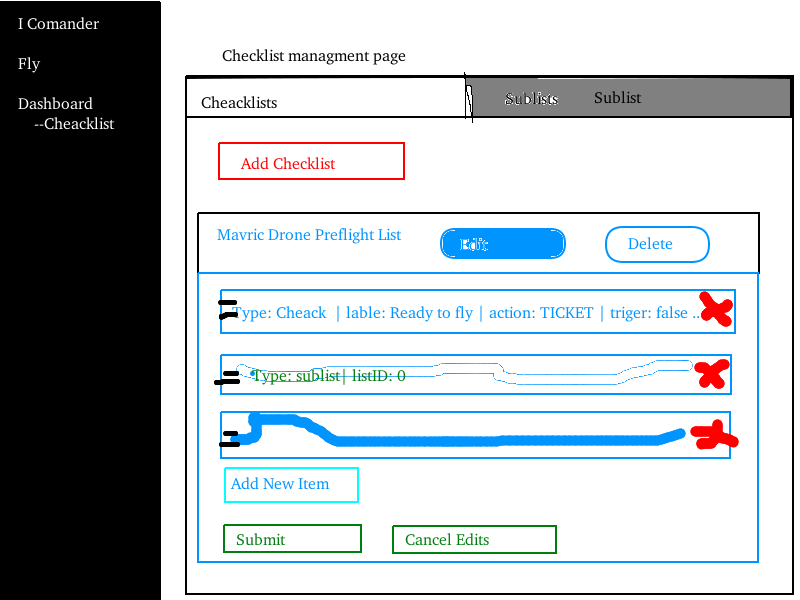 I Comander
Fly
Dashboard
--Cheacklist
Checklist managment page
Cheacklists
Sublists
Sublist
Add Checklist
Mavric Drone Preflight List
Edit
Delete
Type: Cheack | lable: Ready to fly | action: TICKET | triger: false ..
Type: sublist| listID: 0
Add New Item
Submit
Cancel Edits